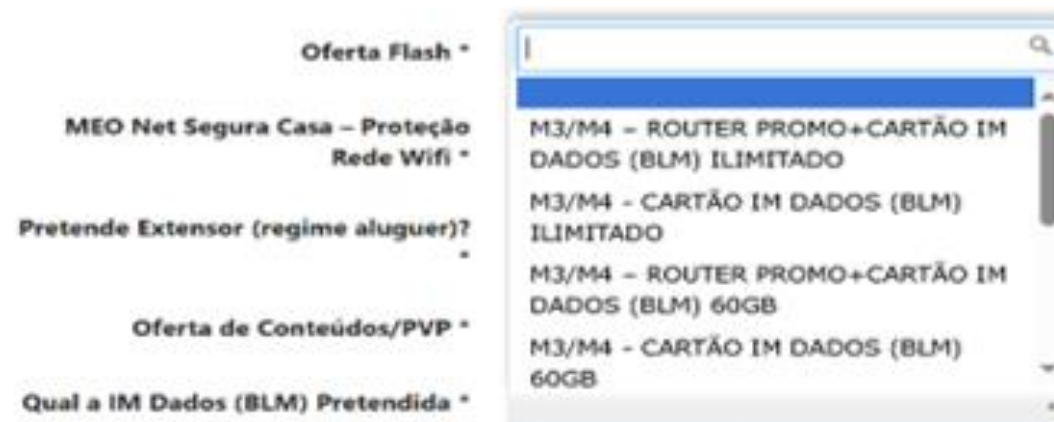 Oferta Flash *
MEO Net Segura Casa – Proteção
Rede Wifi *
Pretende Extensor (regime aluguer)?
*
Oferta de Conteúdos/PVP *
Qual a IM Dados (BLM) Pretendida *
M3/M4 – ROUTER PROMO+CARTÃO IM
DADOS (BLM) ILIMITADO
M3/M4 - CARTÃO IM DADOS (BLM)
ILIMITADO
M3/M4 – ROUTER PROMO+CARTÃO IM
DADOS (BLM) 60GB
M3/M4 - CARTÃO IM DADOS (BLM)
60GB